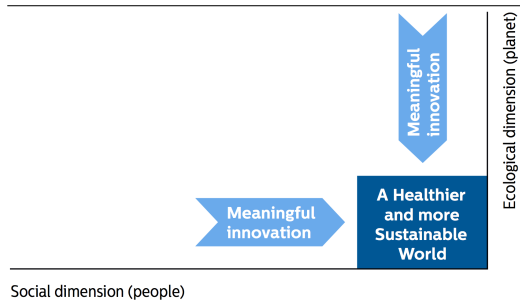 Meaningful
innovation
Ecological dimension (planet)
Meaningful
innovation
A Healthier
and more
Sustainable
World
Social dimension (people)